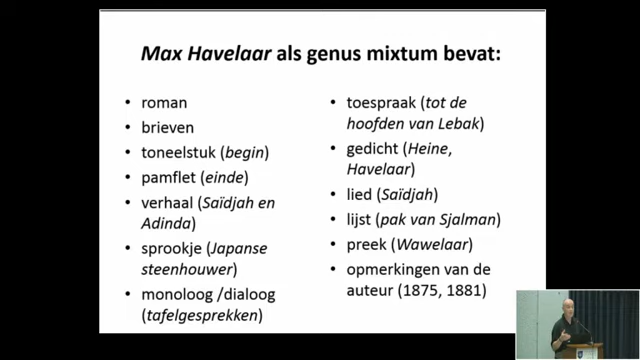 Max Havelaar als genus mixtum bevat:
• roman
• brieven
• toneelstuk (begin)
• pamflet (einde)
• verhaal (Saïdjah en
Adinda)
• sprookje (Japanse
steenhouwer)
• monoloog /dialoog
(tafelgesprekken)
• toespraak (tot de
hoofden van Lebak)
• gedicht (Heine,
Havelaar)
• lied (Saïdjah)
• lijst (pak van Sjalman)
• preek (Wawelaar)
• opmerkingen van de
auteur (1875, 1881)